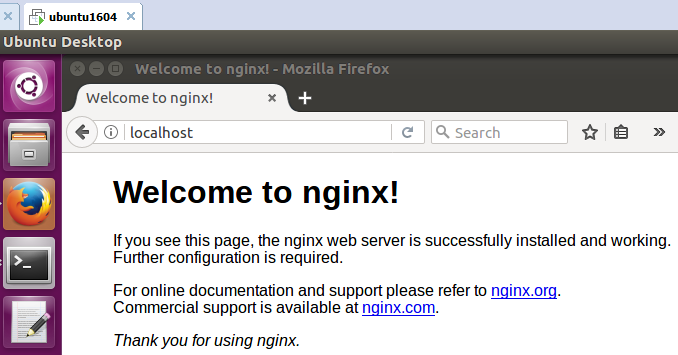 ubuntu1604
Ubuntu Desktop
Welcome to nginx! - Mozilla Firefox
Welcome to nginx!
localhost
Search
Welcome to nginx!
If you see this page, the nginx web server is successfully installed and working.
Further configuration is required.
For online documentation and support please refer to nginx.org.
Commercial support is available at nginx.com.
Thank you for using nginx.